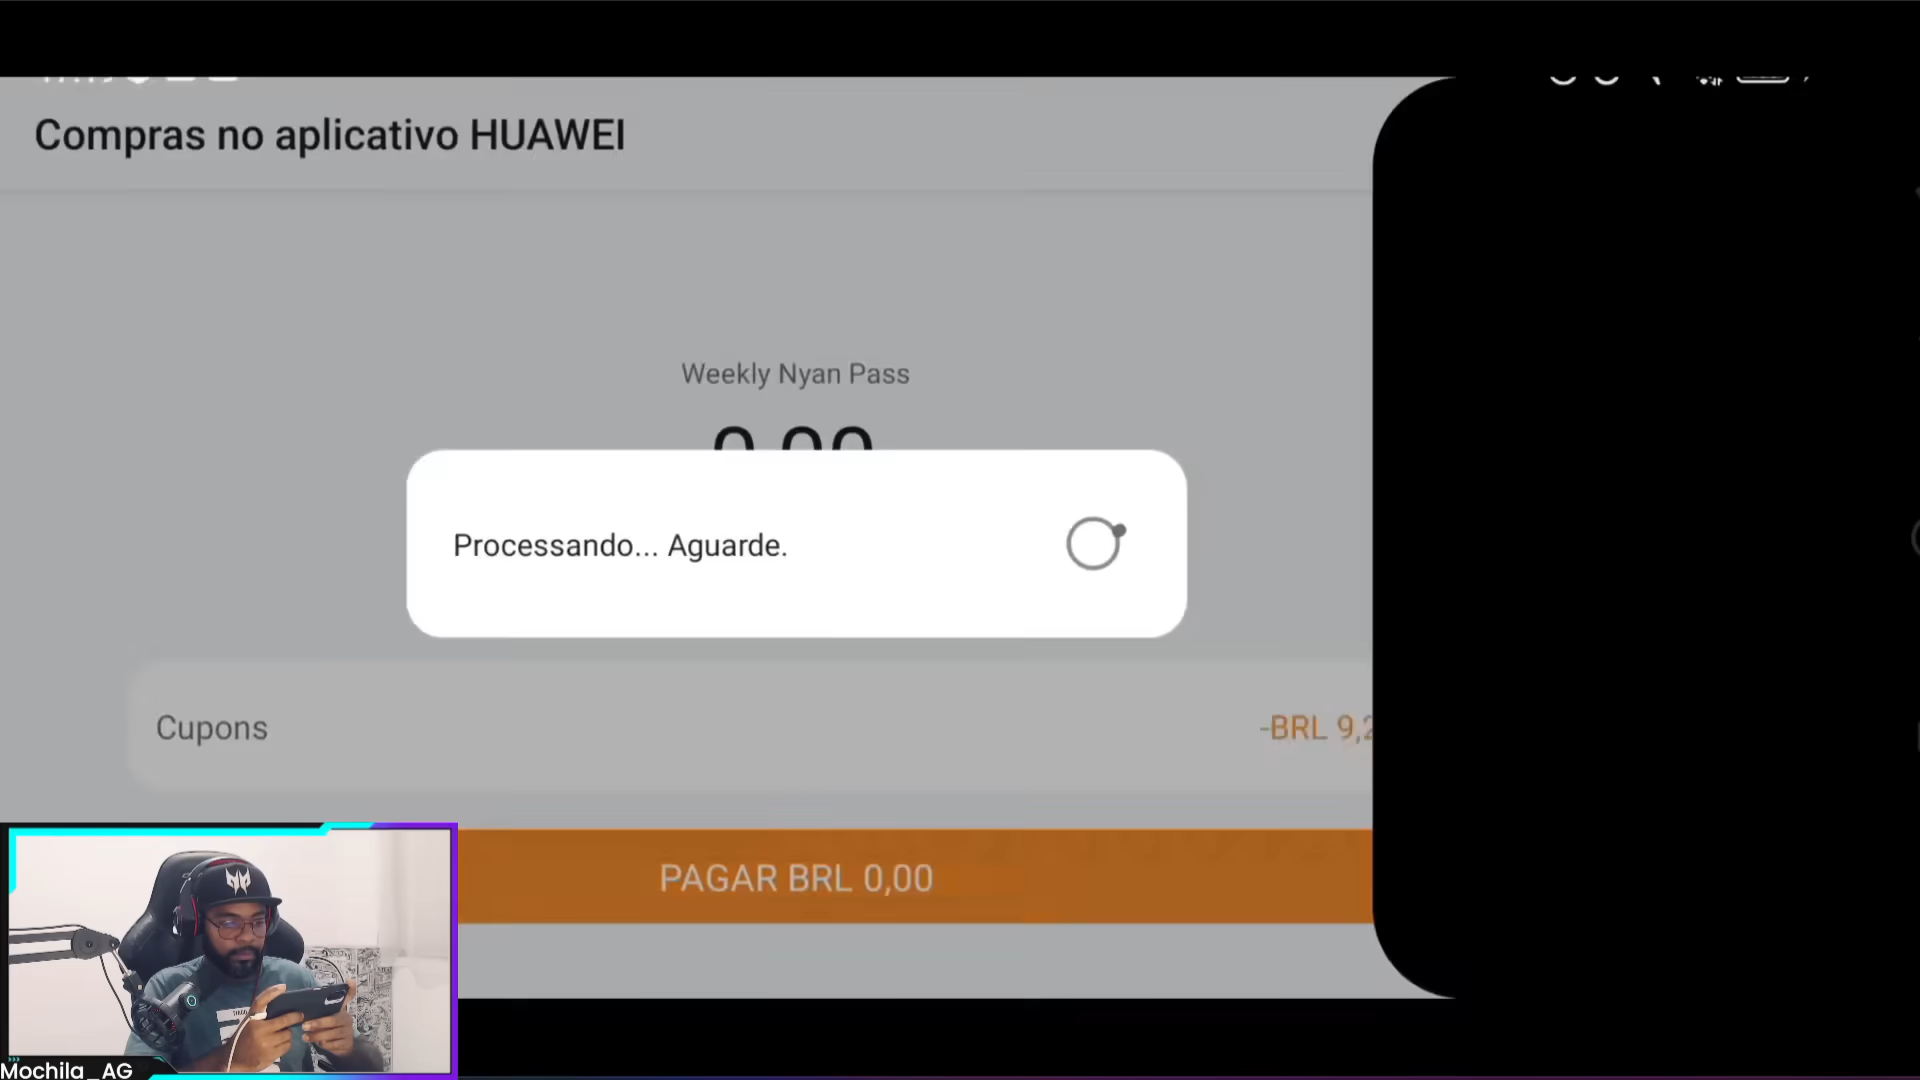 Compras no aplicativo HUAWEI
Weekly Nyan Pass
Processando... Aguarde.
Cupons
-BRL 9,2
PAGAR BRL 0,00
Mochila_AG